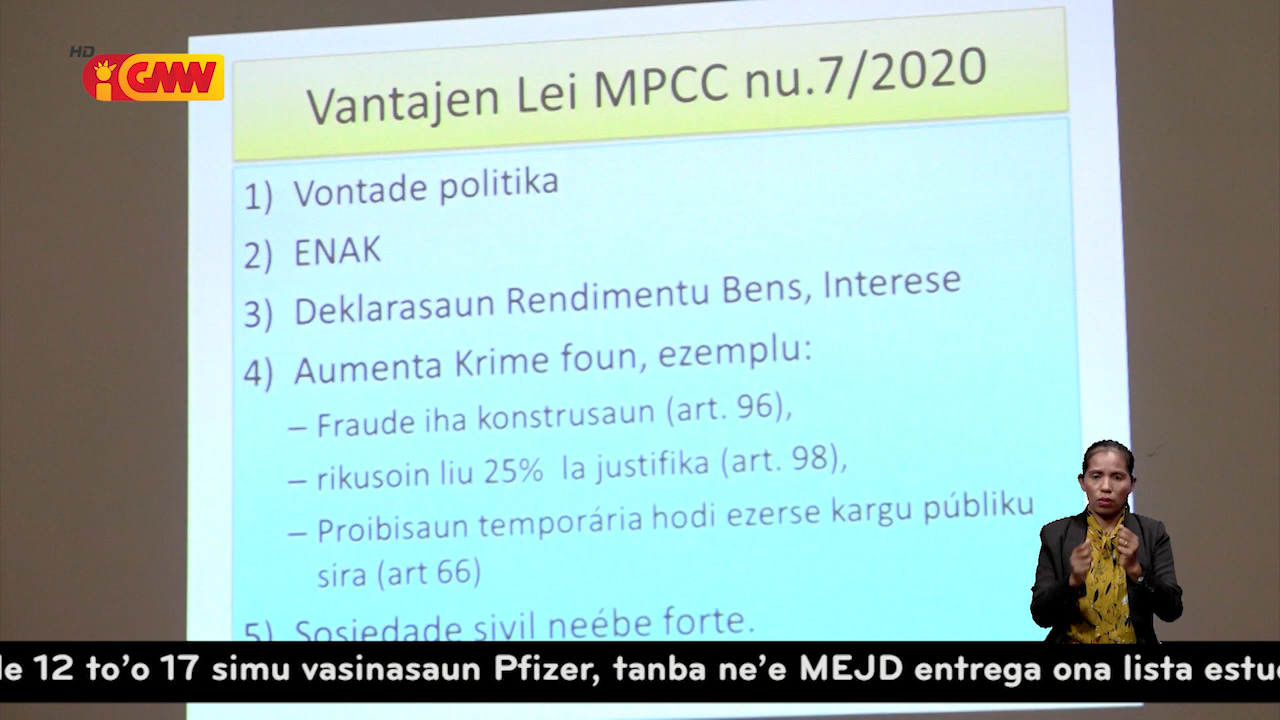 HD
GMN
Vantajen Lei MPCC nu.7/2020
1) Vontade politika
2) ENAK
3) Deklarasaun Rendimentu Bens, Interese
4) Aumenta Krime foun, ezemplu:
– Fraude iha konstrusaun (art. 96),
– rikusoin liu 25% la justifika (art. 98),
– Proibisaun temporária hodi ezerse kargu públiku
sira (art 66)
5) Sosiedade sivil neébe forte.
12 to'o 17 simu vasinasaun Pfizer, tanba ne'e MEJD entrega ona lista